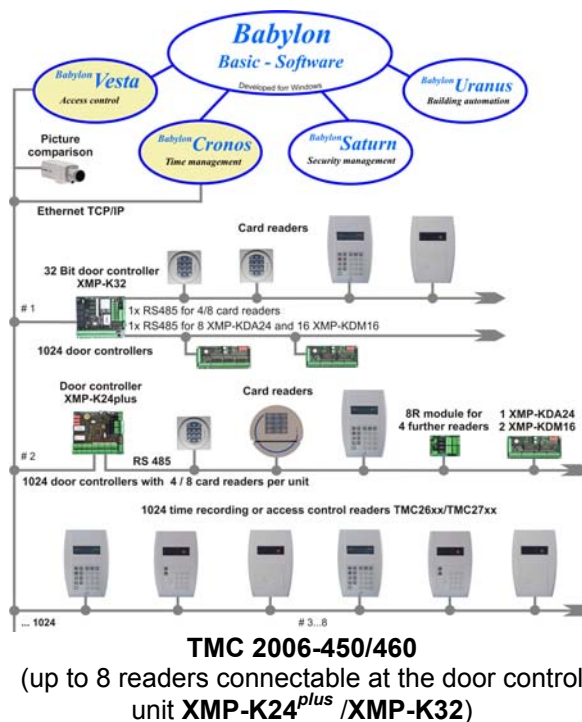 Babylon
Basic - Software
Developed forr Windows
Babylon Vesta
Access control
Babylon Uranus
Building automation
Babylon Cronos
Time management
Babylon Saturn
Security management
Picture
comparison
Ethernet TCP/IP
Card readers
32 Bit door controller
XMP-K32
# 1
1x RS485 for 4/8 card readers
1x RS485 for 8 XMP-KDA24 and 16 XMP-KDM16
1024 door controllers
Door controller
XMP-K24plus
Card readers
8R module for
4 further readers
1 XMP-KDA24
2 XMP-KDM16
# 2
RS 485
1024 door controllers with 4 / 8 card readers per unit
1024 time recording or access control readers TMC26xx/TMC27xx
... 1024
# 3...8
TMC 2006-450/460
(up to 8 readers connectable at the door control
unit XMP-K24plus /XMP-K32)